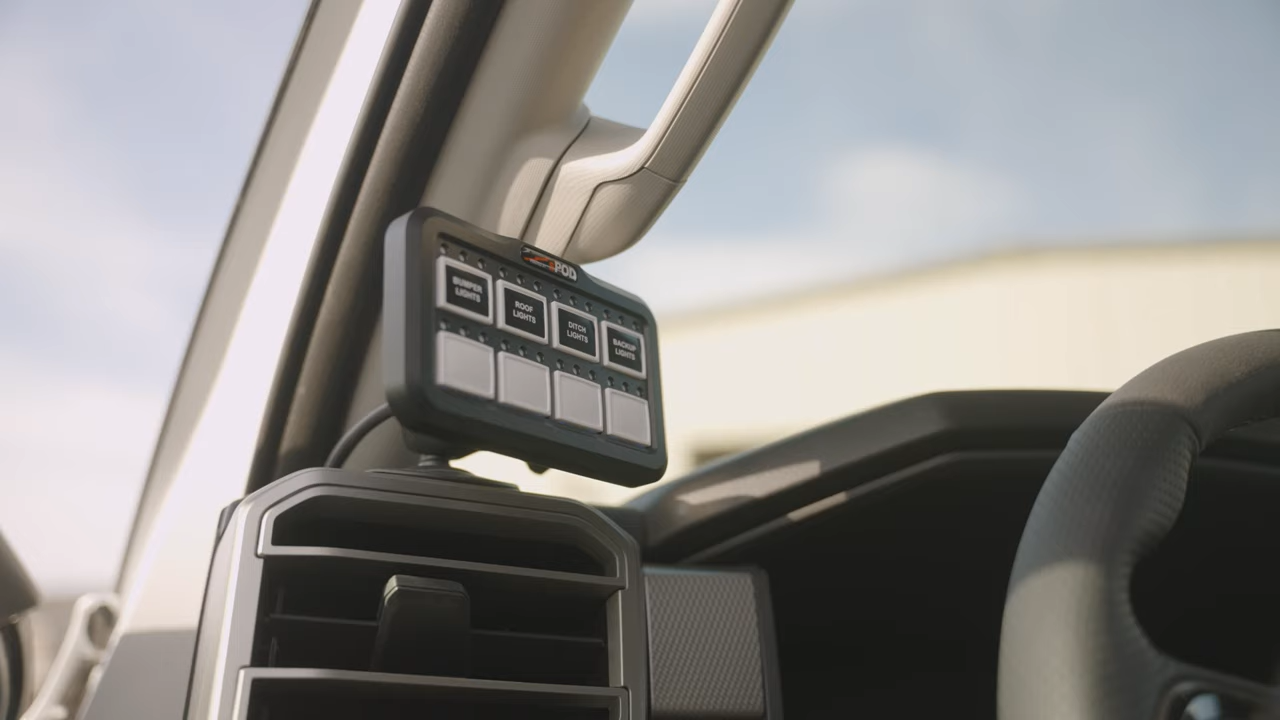 POD
BUMPER
LIGHTS
ROOF
LIGHTS
DITCH
LIGHTS
BACKUP
LIGHTS